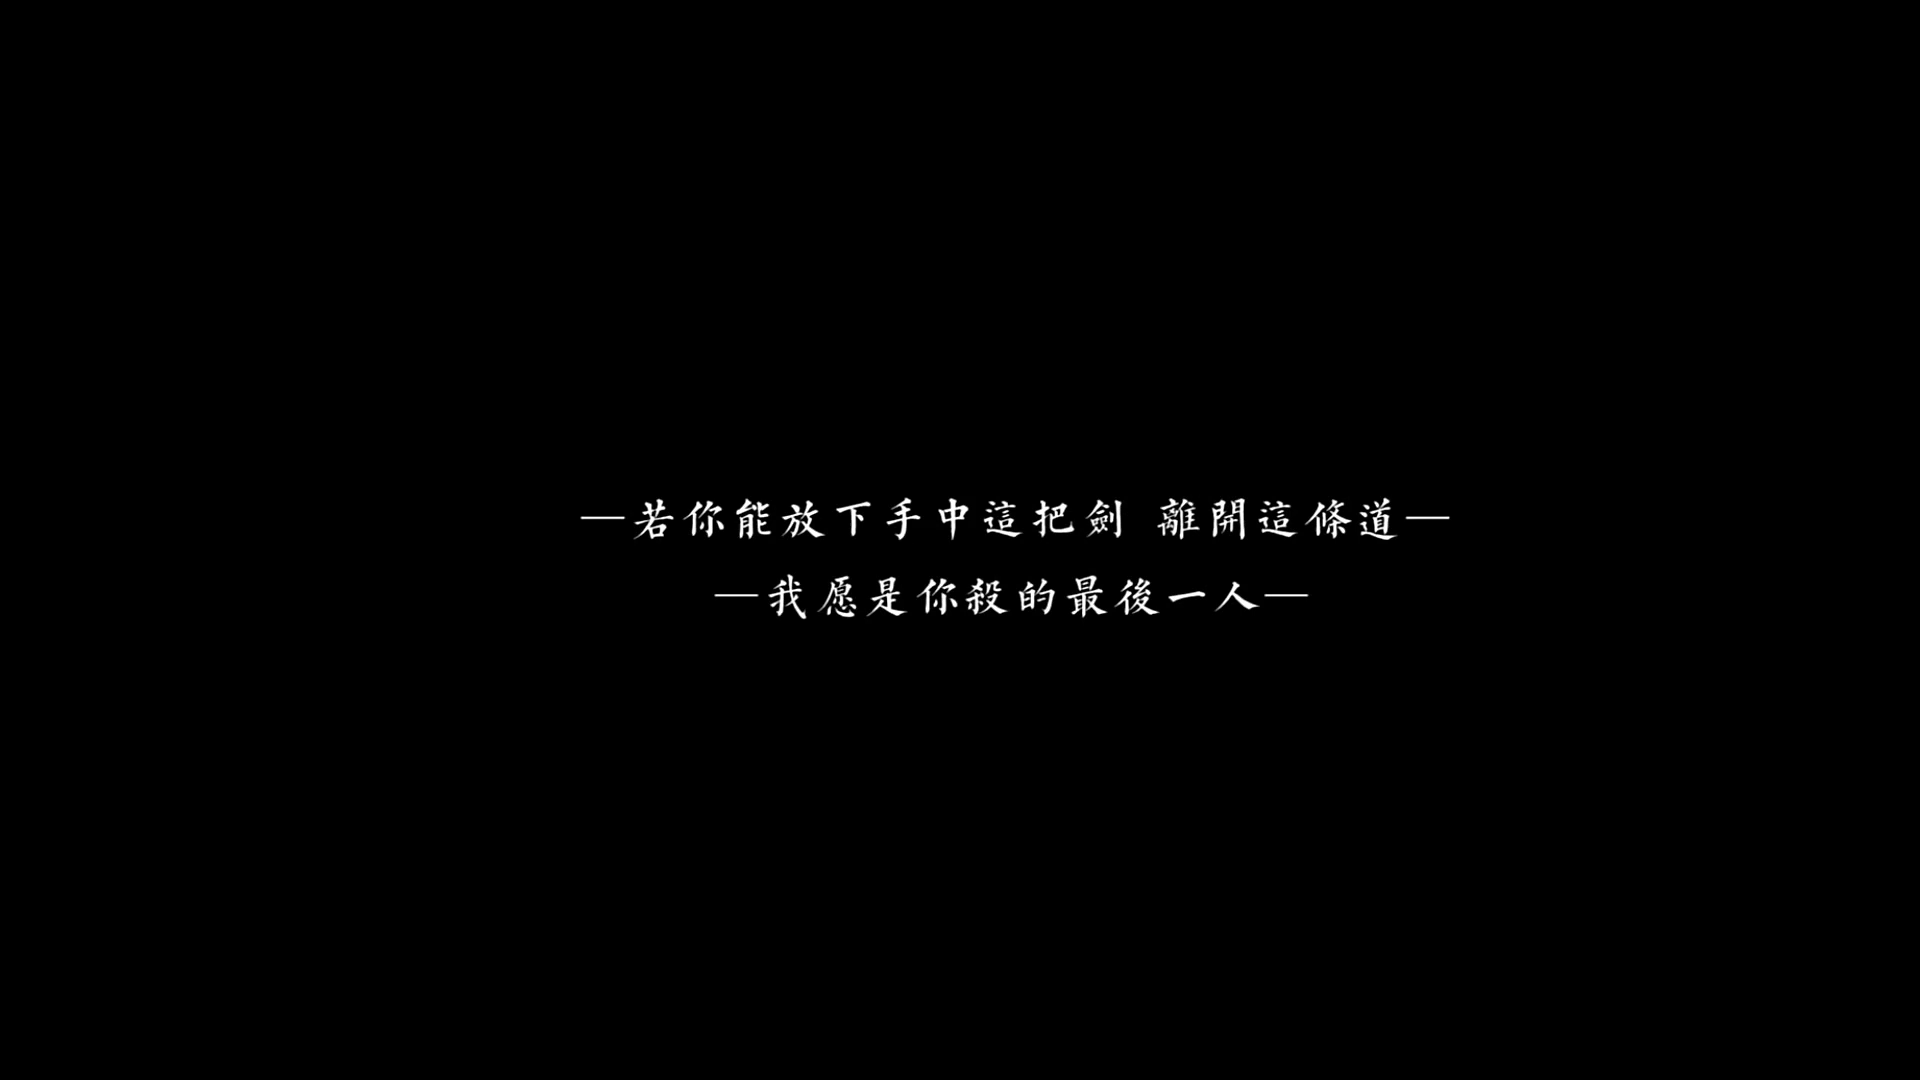 —若你能放下手中這把劍 離開這條道—
—我愿是你殺的最後一人—